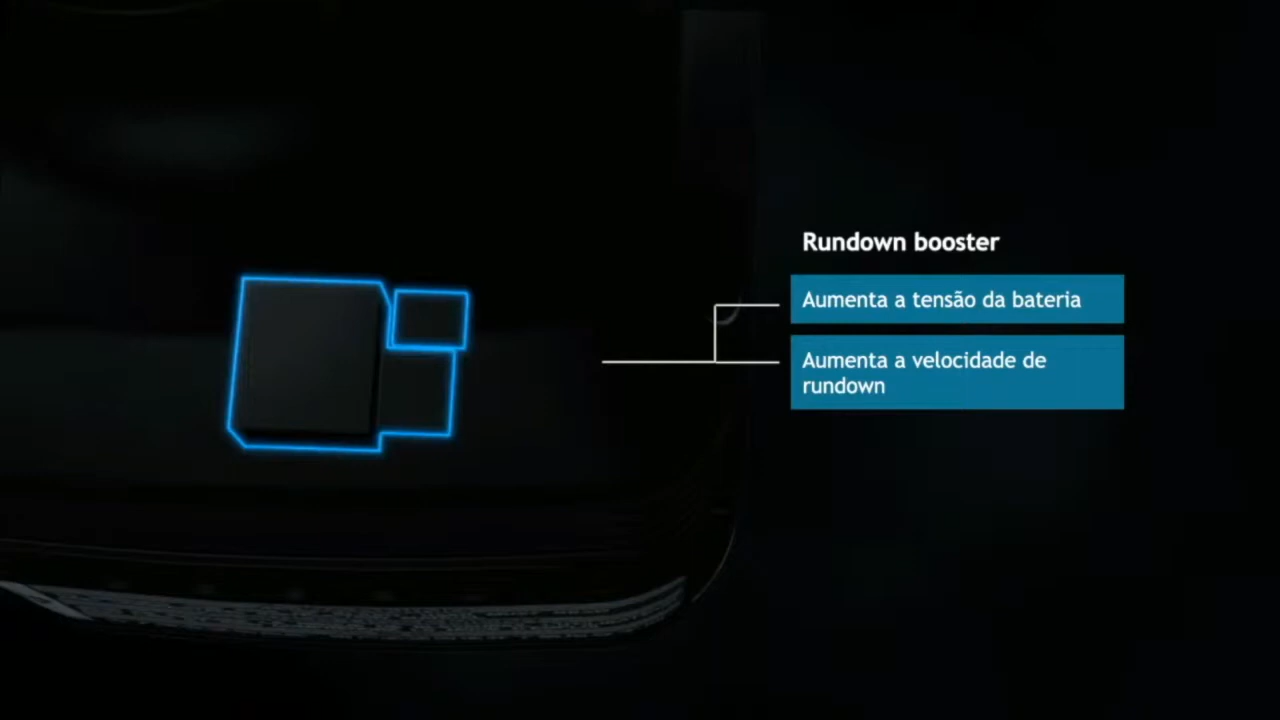 Rundown booster
Aumenta a tensão da bateria
Aumenta a velocidade de
rundown